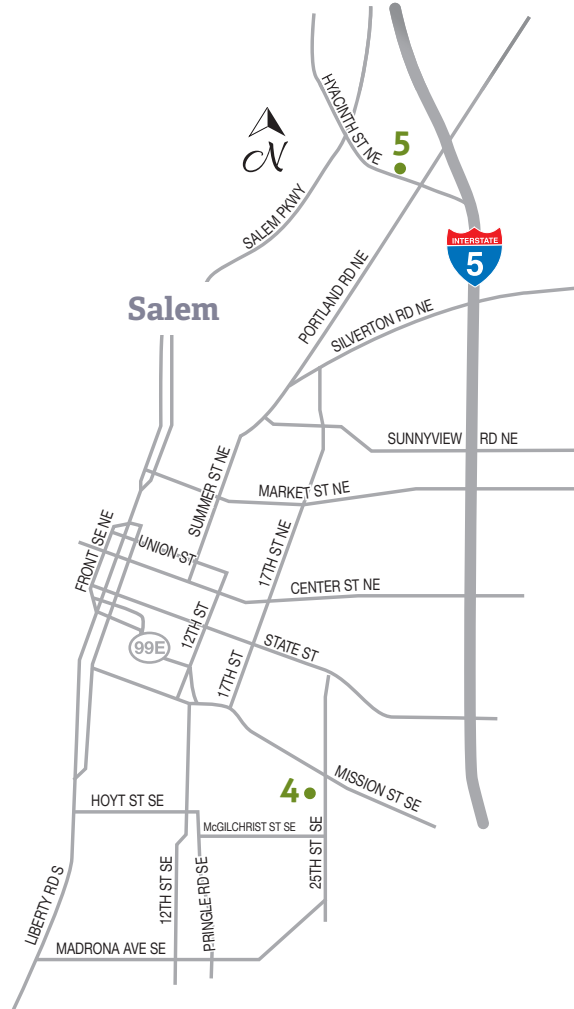 HYACINTH ST NE
5
N
SALEM PKWY
INTERSTATE
5
PORTLAND RD NE
Salem
SILVERTON RD NE
SUNNYVIEW RD NE
SUMMER ST NE
MARKET ST NE
FRONT SE NE
UNION ST
17TH ST NE
CENTER ST NE
12TH ST
99E
STATE ST
17TH ST
4
MISSION ST SE
HOYT ST SE
McGILCHRIST ST SE
25TH ST SE
LIBERTY RD S
12TH ST SE
PRINGLE RD SE
MADRONA AVE SE